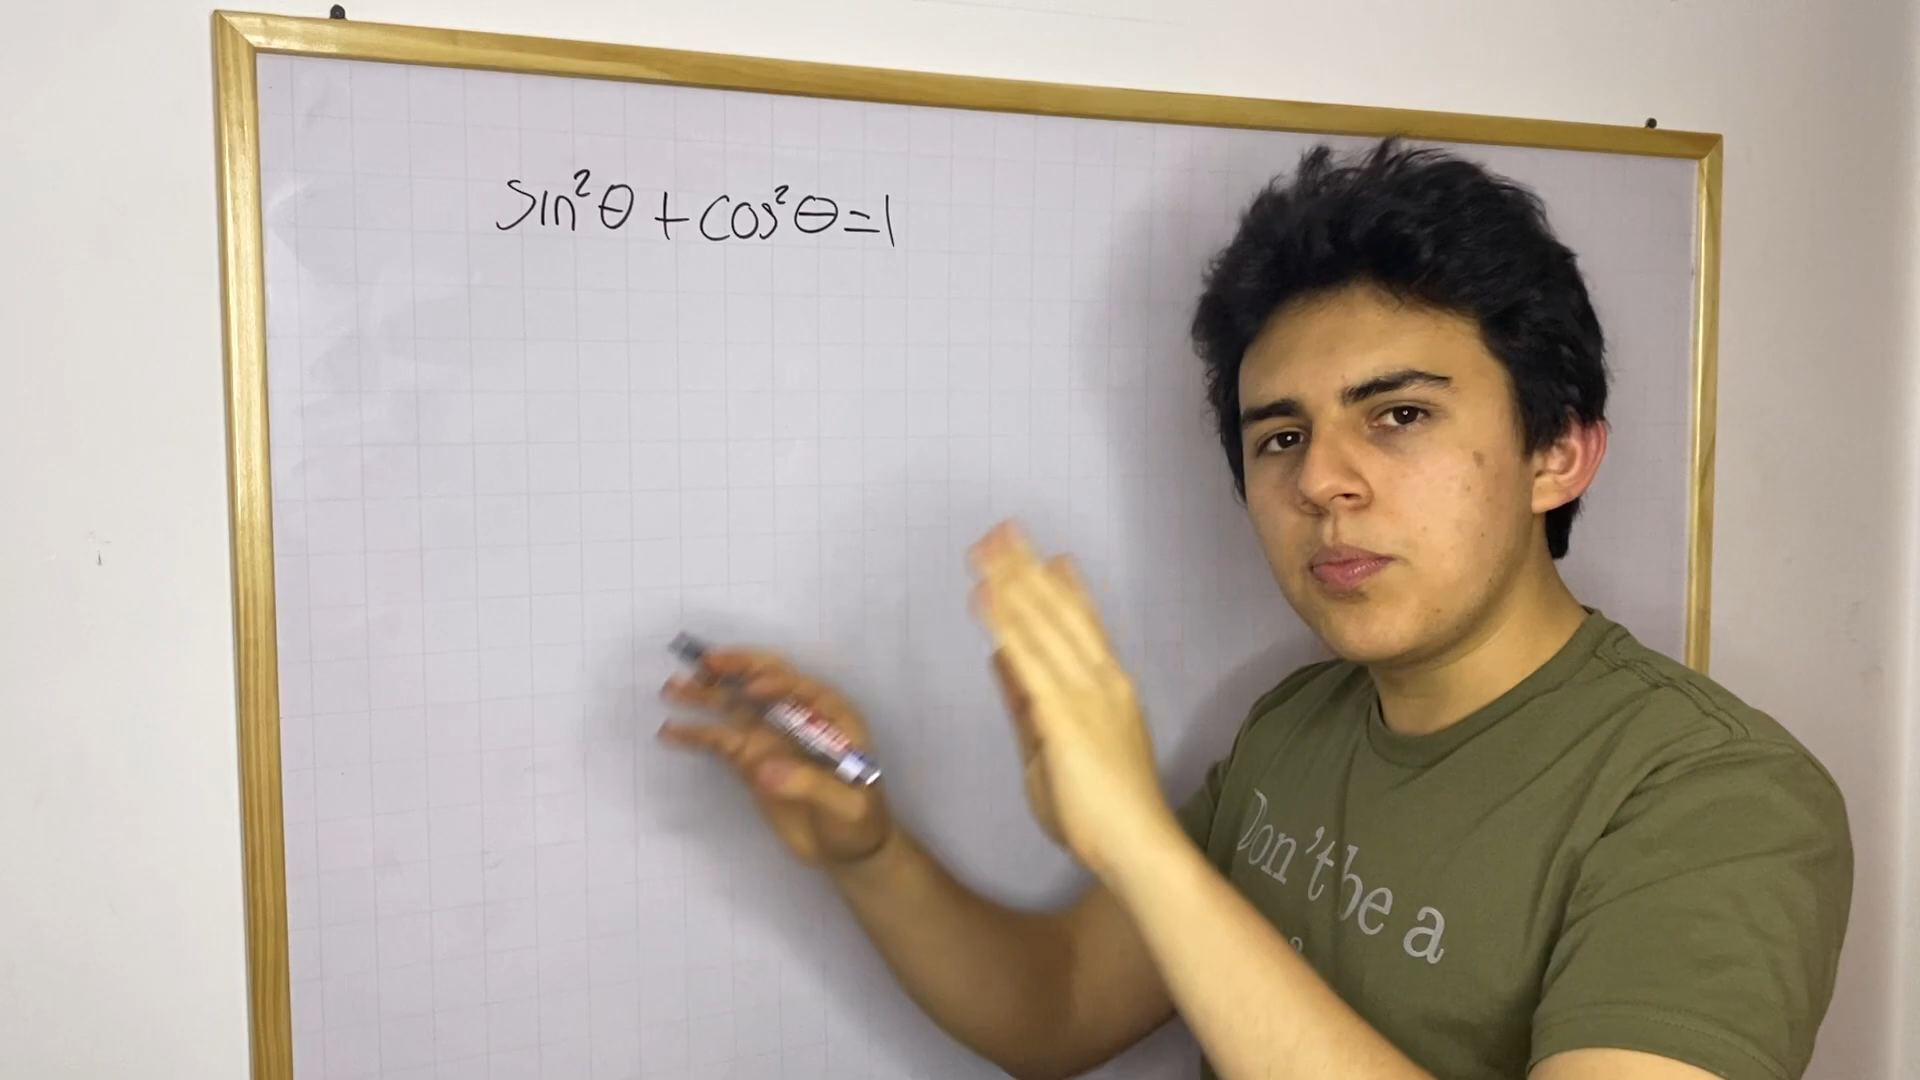 sin²θ + cos²θ = 1
Don't be a